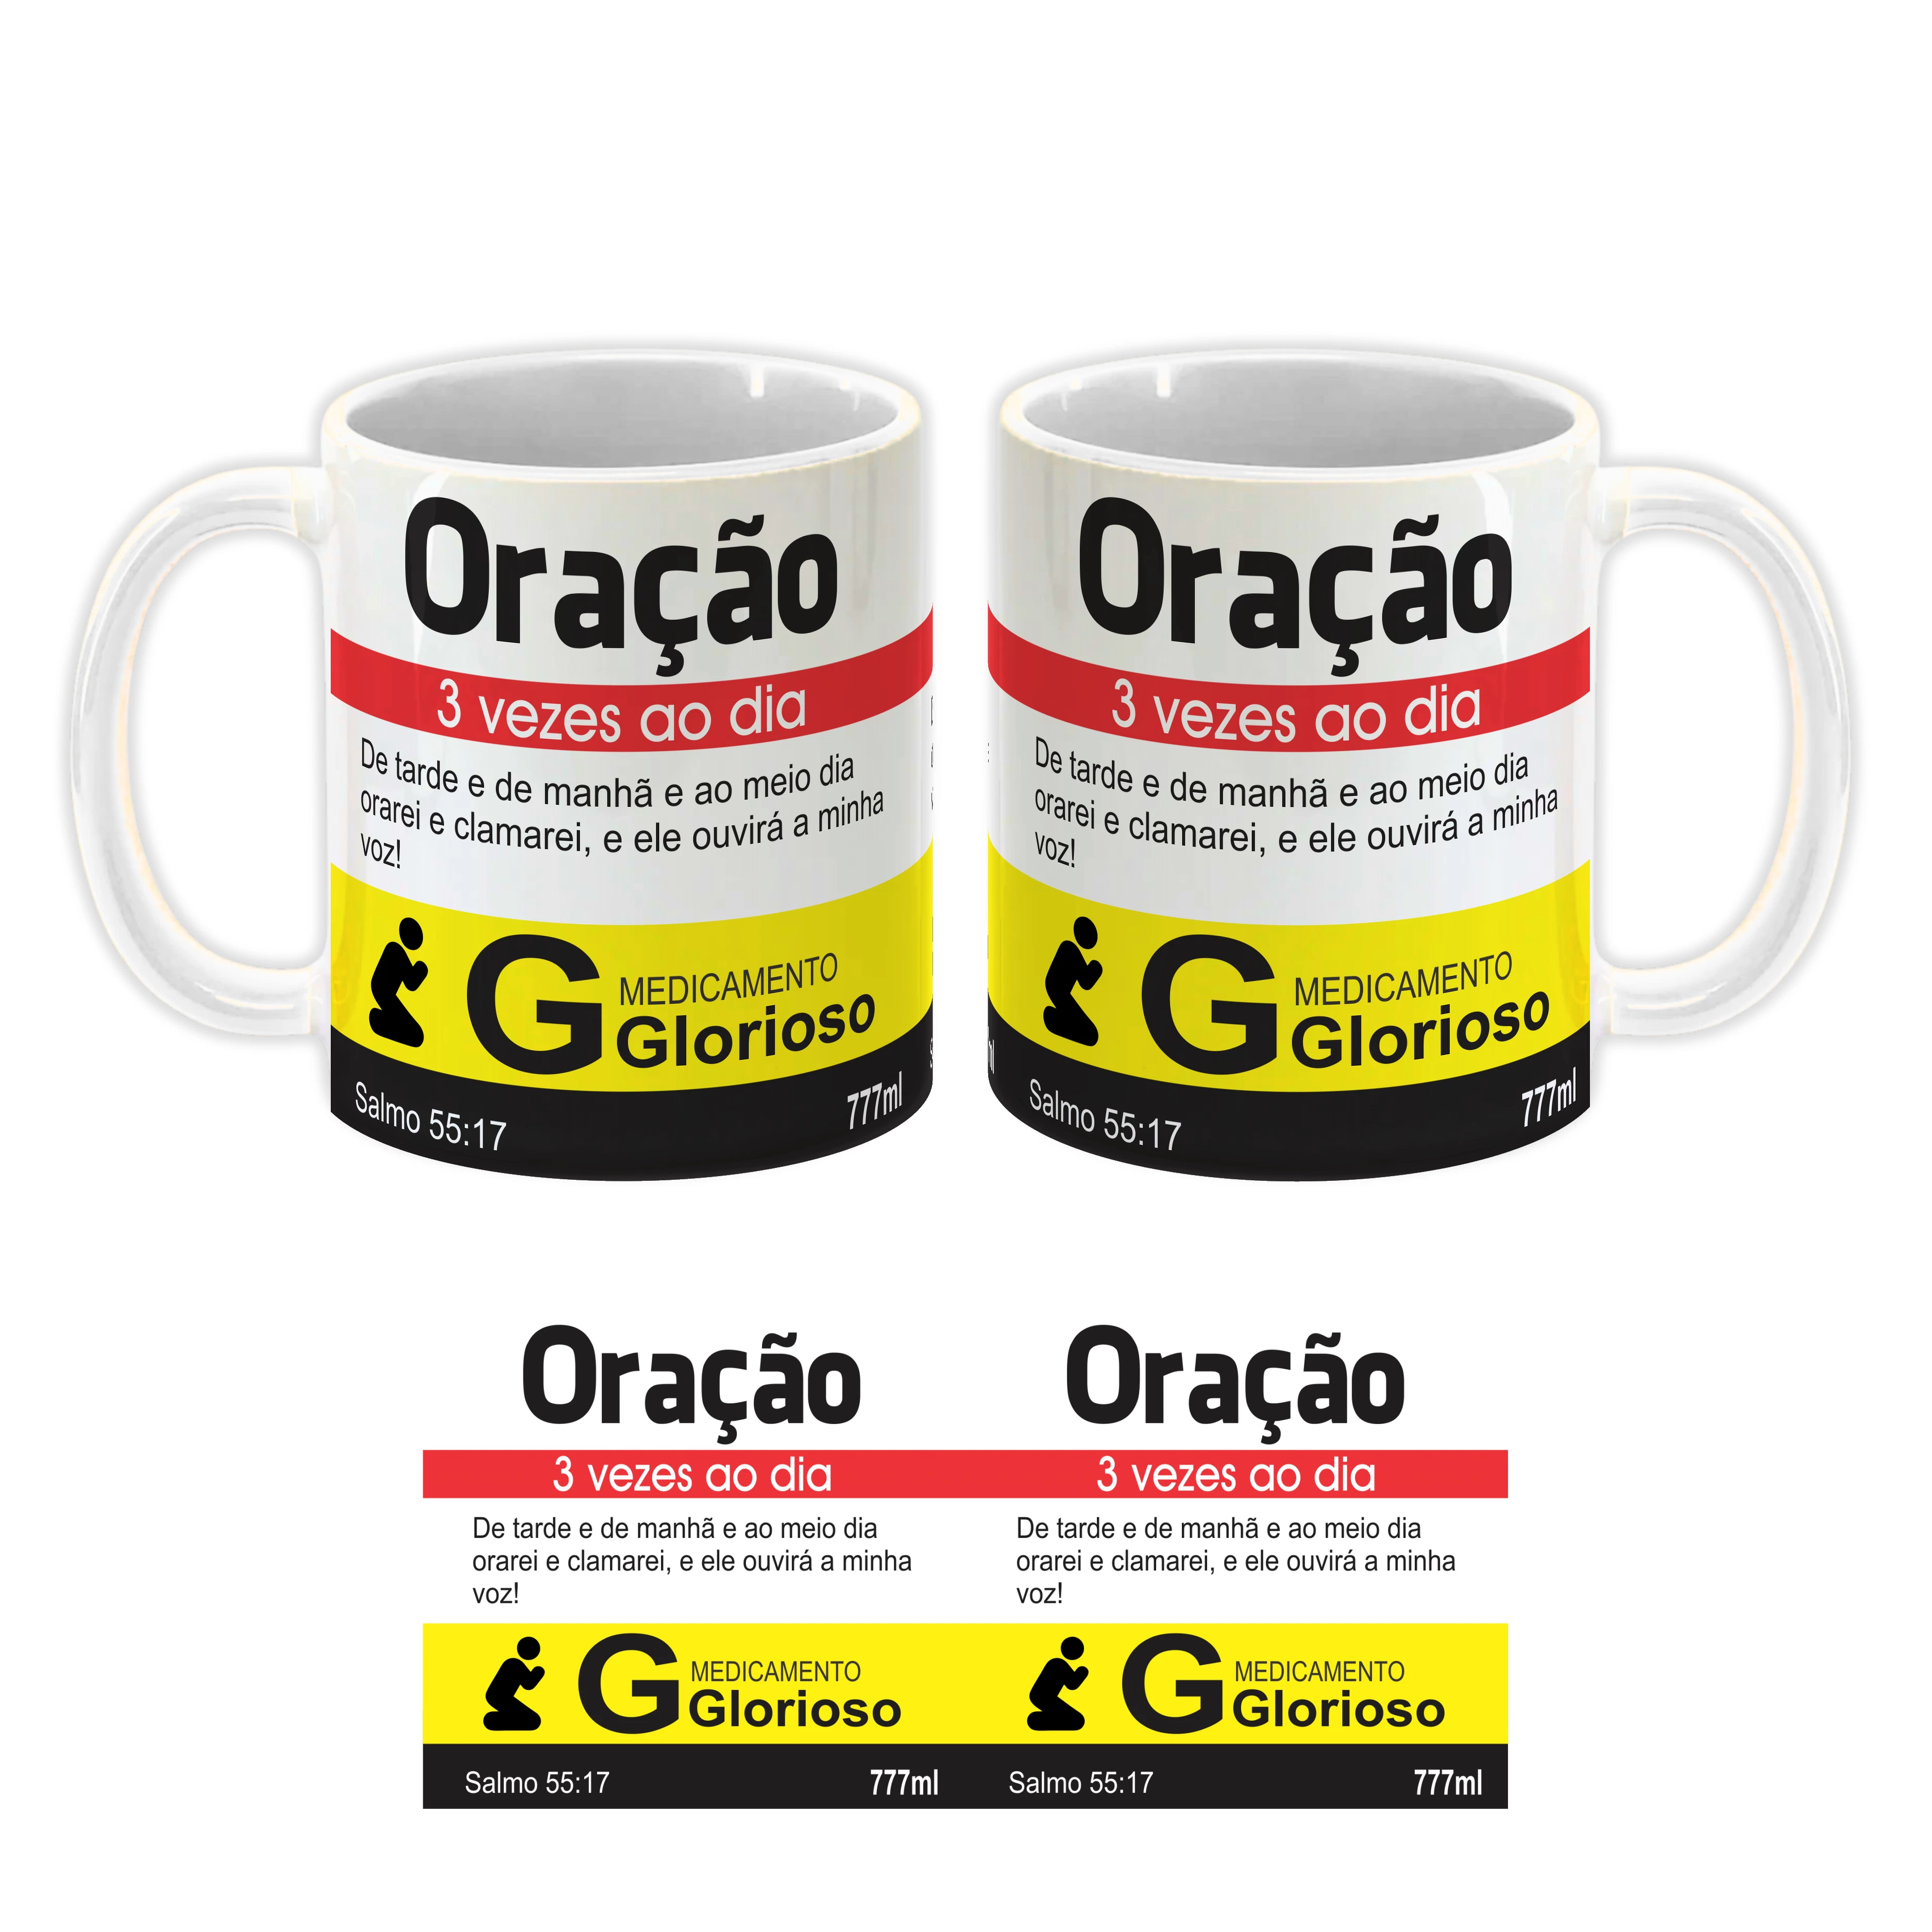 Oração
3 vezes ao dia
De tarde e de manhã e ao meio dia
orarei e clamarei, e ele ouvirá a minha
voz!
G MEDICAMENTO
Glorioso
Salmo 55:17 777ml
Oração
3 vezes ao dia
De tarde e de manhã e ao meio dia
orarei e clamarei, e ele ouvirá a minha
voz!
G MEDICAMENTO
Glorioso
Salmo 55:17 777ml
Oração
3 vezes ao dia
De tarde e de manhã e ao meio dia
orarei e clamarei, e ele ouvirá a minha
voz!
G MEDICAMENTO
Glorioso
Salmo 55:17 777ml
Oração
3 vezes ao dia
De tarde e de manhã e ao meio dia
orarei e clamarei, e ele ouvirá a minha
voz!
G MEDICAMENTO
Glorioso
Salmo 55:17 777ml